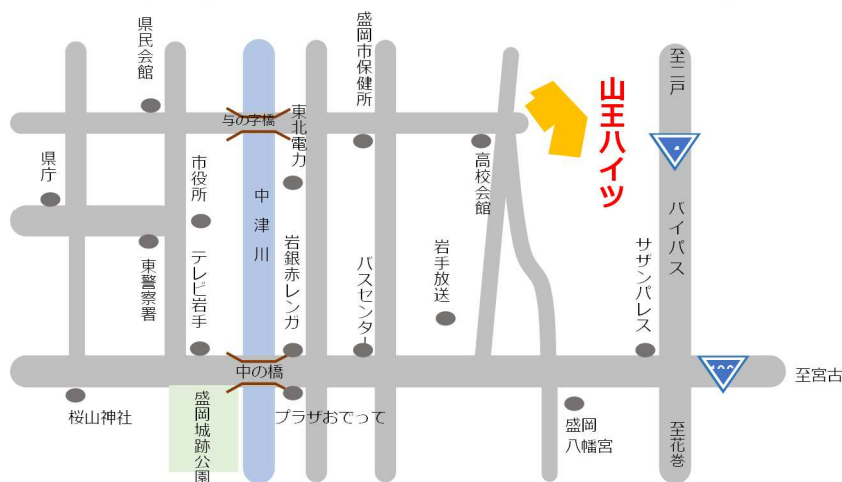 県民会館
盛岡市保健所
至二戸
山王ハイツ
与の字橋
東北電力
高校会館
県庁
市役所
中津川
バイパス
東警察署
テレビ岩手
岩銀赤レンガ
バスセンター
岩手放送
サザンパレス
中の橋
至宮古
桜山神社
盛岡城跡公園
プラザおでって
盛岡
八幡宮
至花巻